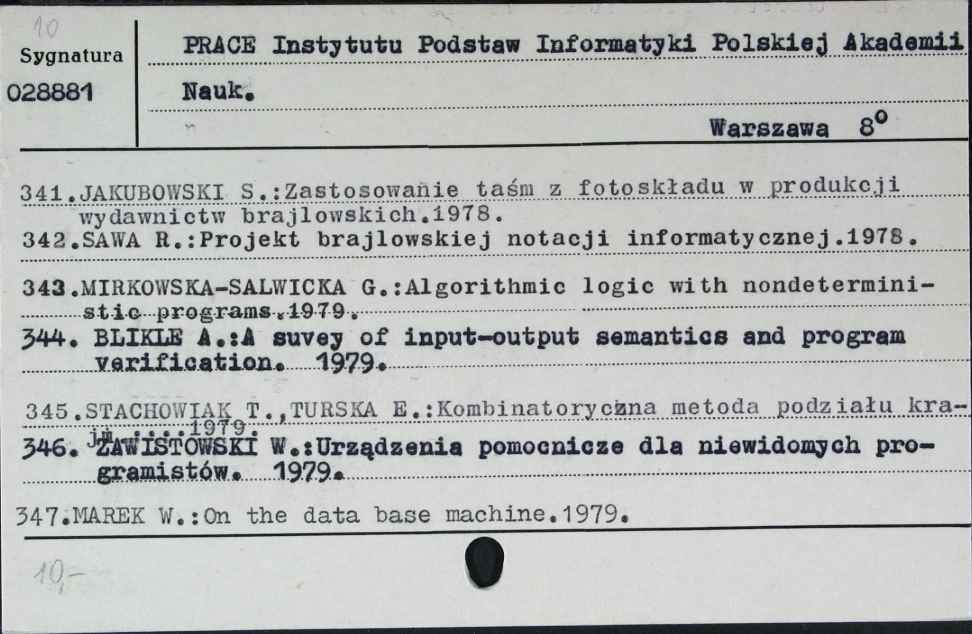 10
Sygnatura
028881
PRACE Instytutu Podstaw Informatyki Polskiej Akademii
Nauk.
Warszawa 8º
341.JAKUBOWSKI S.:Zastosowanie taśm z fotoskładu w produkcji
wydawnictw brajlowskich.1978.
342.SAWA R.:Projekt brajlowskiej notacji informatycznej.1978.
343.MIRKOWSKA-SALWICKA G.:Algorithmic logic with nondetermini-
stic programs.1979.
344. BLIKLE A.:A suvey of input-output semantics and program
verification. 1979.
345.STACHOWIAK T.,TURSKA E.:Kombinatoryczna metoda podziału kra-
ju ....1979.
346. ZAWISTOWSKI W.:Urządzenia pomocnicze dla niewidomych pro-
gramistów. 1979.
347.MAREK W.:On the data base machine.1979.
10,-